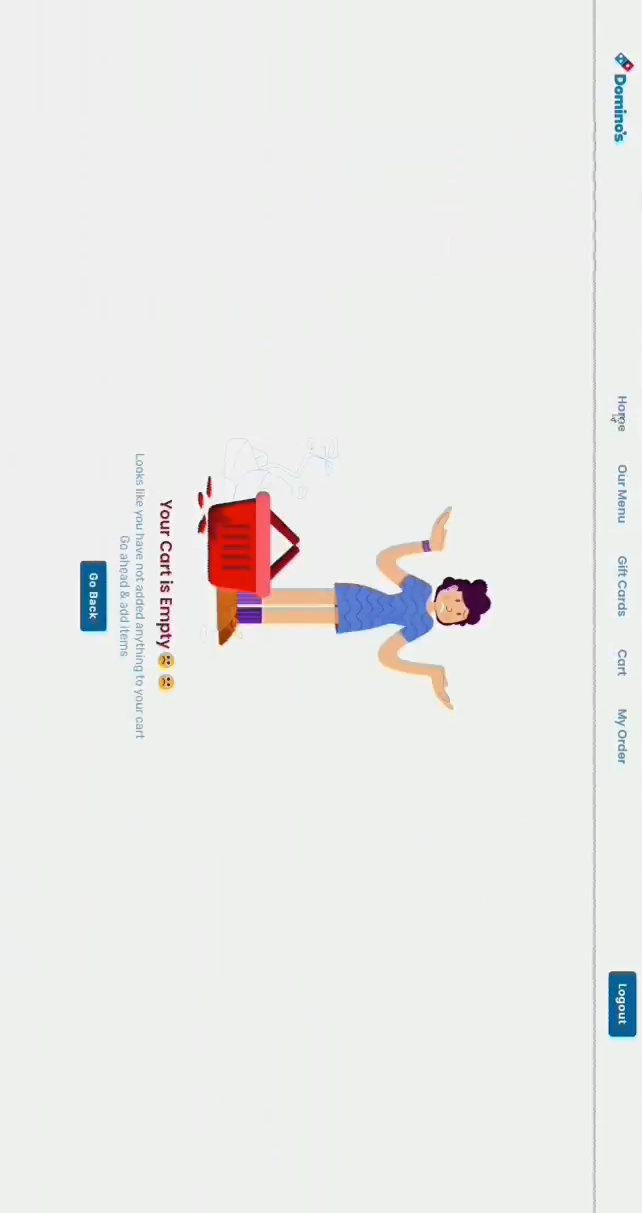 Domino's
Home
Our Menu
Gift Cards
Cart
My Order
Logout
Your Cart is Empty
Looks like you have not added anything to your cart
Go ahead & add items
Go Back